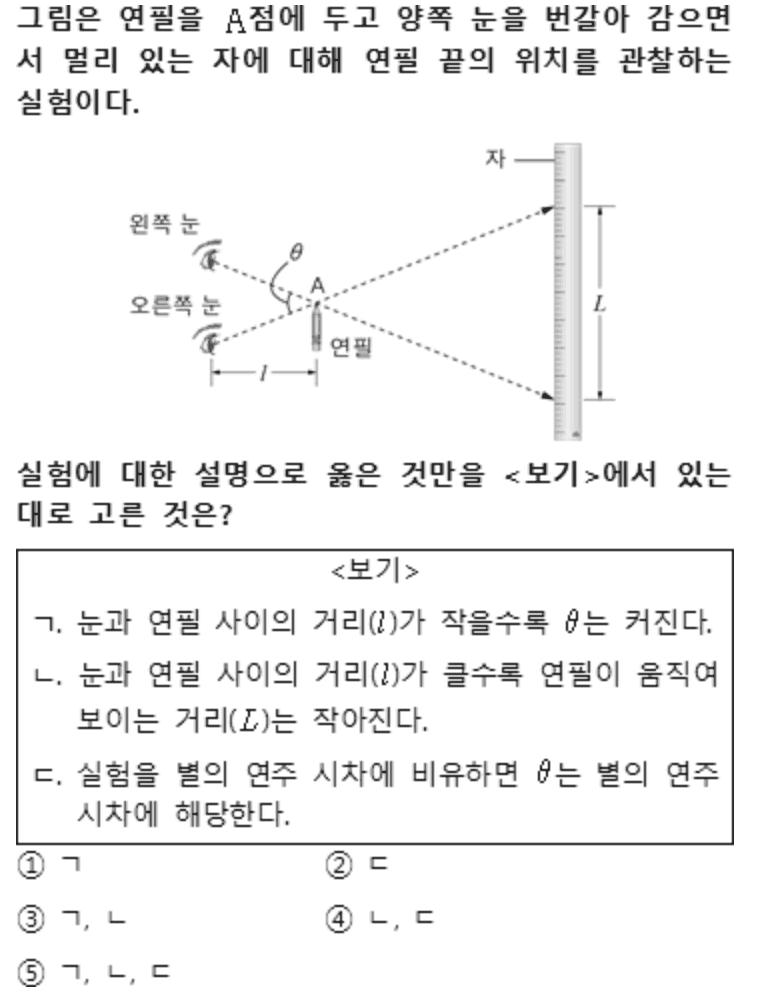 그림은 연필을 A점에 두고 양쪽 눈을 번갈아 감으면
서 멀리 있는 자에 대해 연필 끝의 위치를 관찰하는
실험이다.
자
왼쪽 눈
θ
A
오른쪽 눈
L
연필
l
실험에 대한 설명으로 옳은 것만을 <보기>에서 있는
대로 고른 것은?
<보기>
ㄱ. 눈과 연필 사이의 거리(l)가 작을수록 θ는 커진다.
ㄴ. 눈과 연필 사이의 거리(l)가 클수록 연필이 움직여
보이는 거리(L)는 작아진다.
ㄷ. 실험을 별의 연주 시차에 비유하면 θ는 별의 연주
시차에 해당한다.
① ㄱ ② ㄷ
③ ㄱ, ㄴ ④ ㄴ, ㄷ
⑤ ㄱ, ㄴ, ㄷ